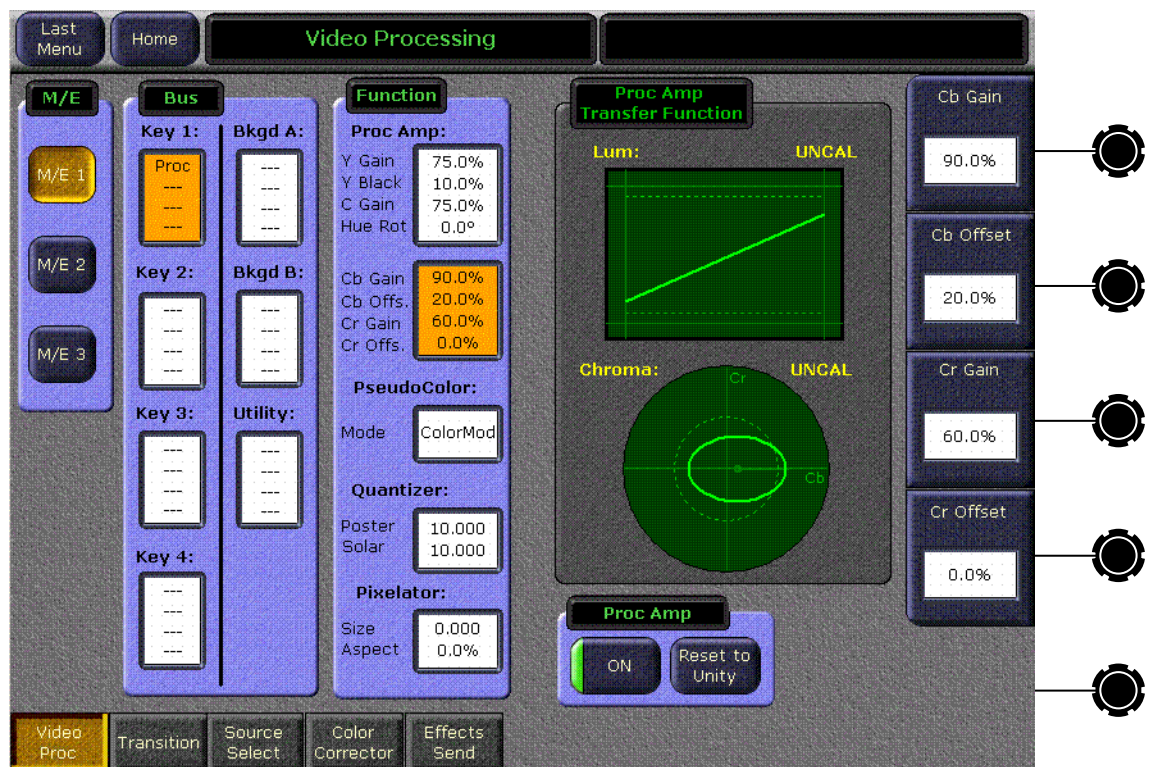 Last
Menu
Home
Video Processing
M/E
M/E 1
M/E 2
M/E 3
Bus
Key 1:
Proc
---
---
---
Bkgd A:
---
---
---
---
Key 2:
---
---
---
---
Bkgd B:
---
---
---
---
Key 3:
---
---
---
---
Utility:
---
---
---
---
Key 4:
---
---
---
---
Function
Proc Amp:
Y Gain 75.0%
Y Black 10.0%
C Gain 75.0%
Hue Rot 0.0°
Cb Gain 90.0%
Cb Offs. 20.0%
Cr Gain 60.0%
Cr Offs. 0.0%
PseudoColor:
Mode ColorMod
Quantizer:
Poster 10.000
Solar 10.000
Pixelator:
Size 0.000
Aspect 0.0%
Proc Amp
Transfer Function
Lum: UNCAL
Chroma: UNCAL
Cr
Cb
Proc Amp
ON
Reset to
Unity
Cb Gain
90.0%
Cb Offset
20.0%
Cr Gain
60.0%
Cr Offset
0.0%
Video
Proc
Transition
Source
Select
Color
Corrector
Effects
Send